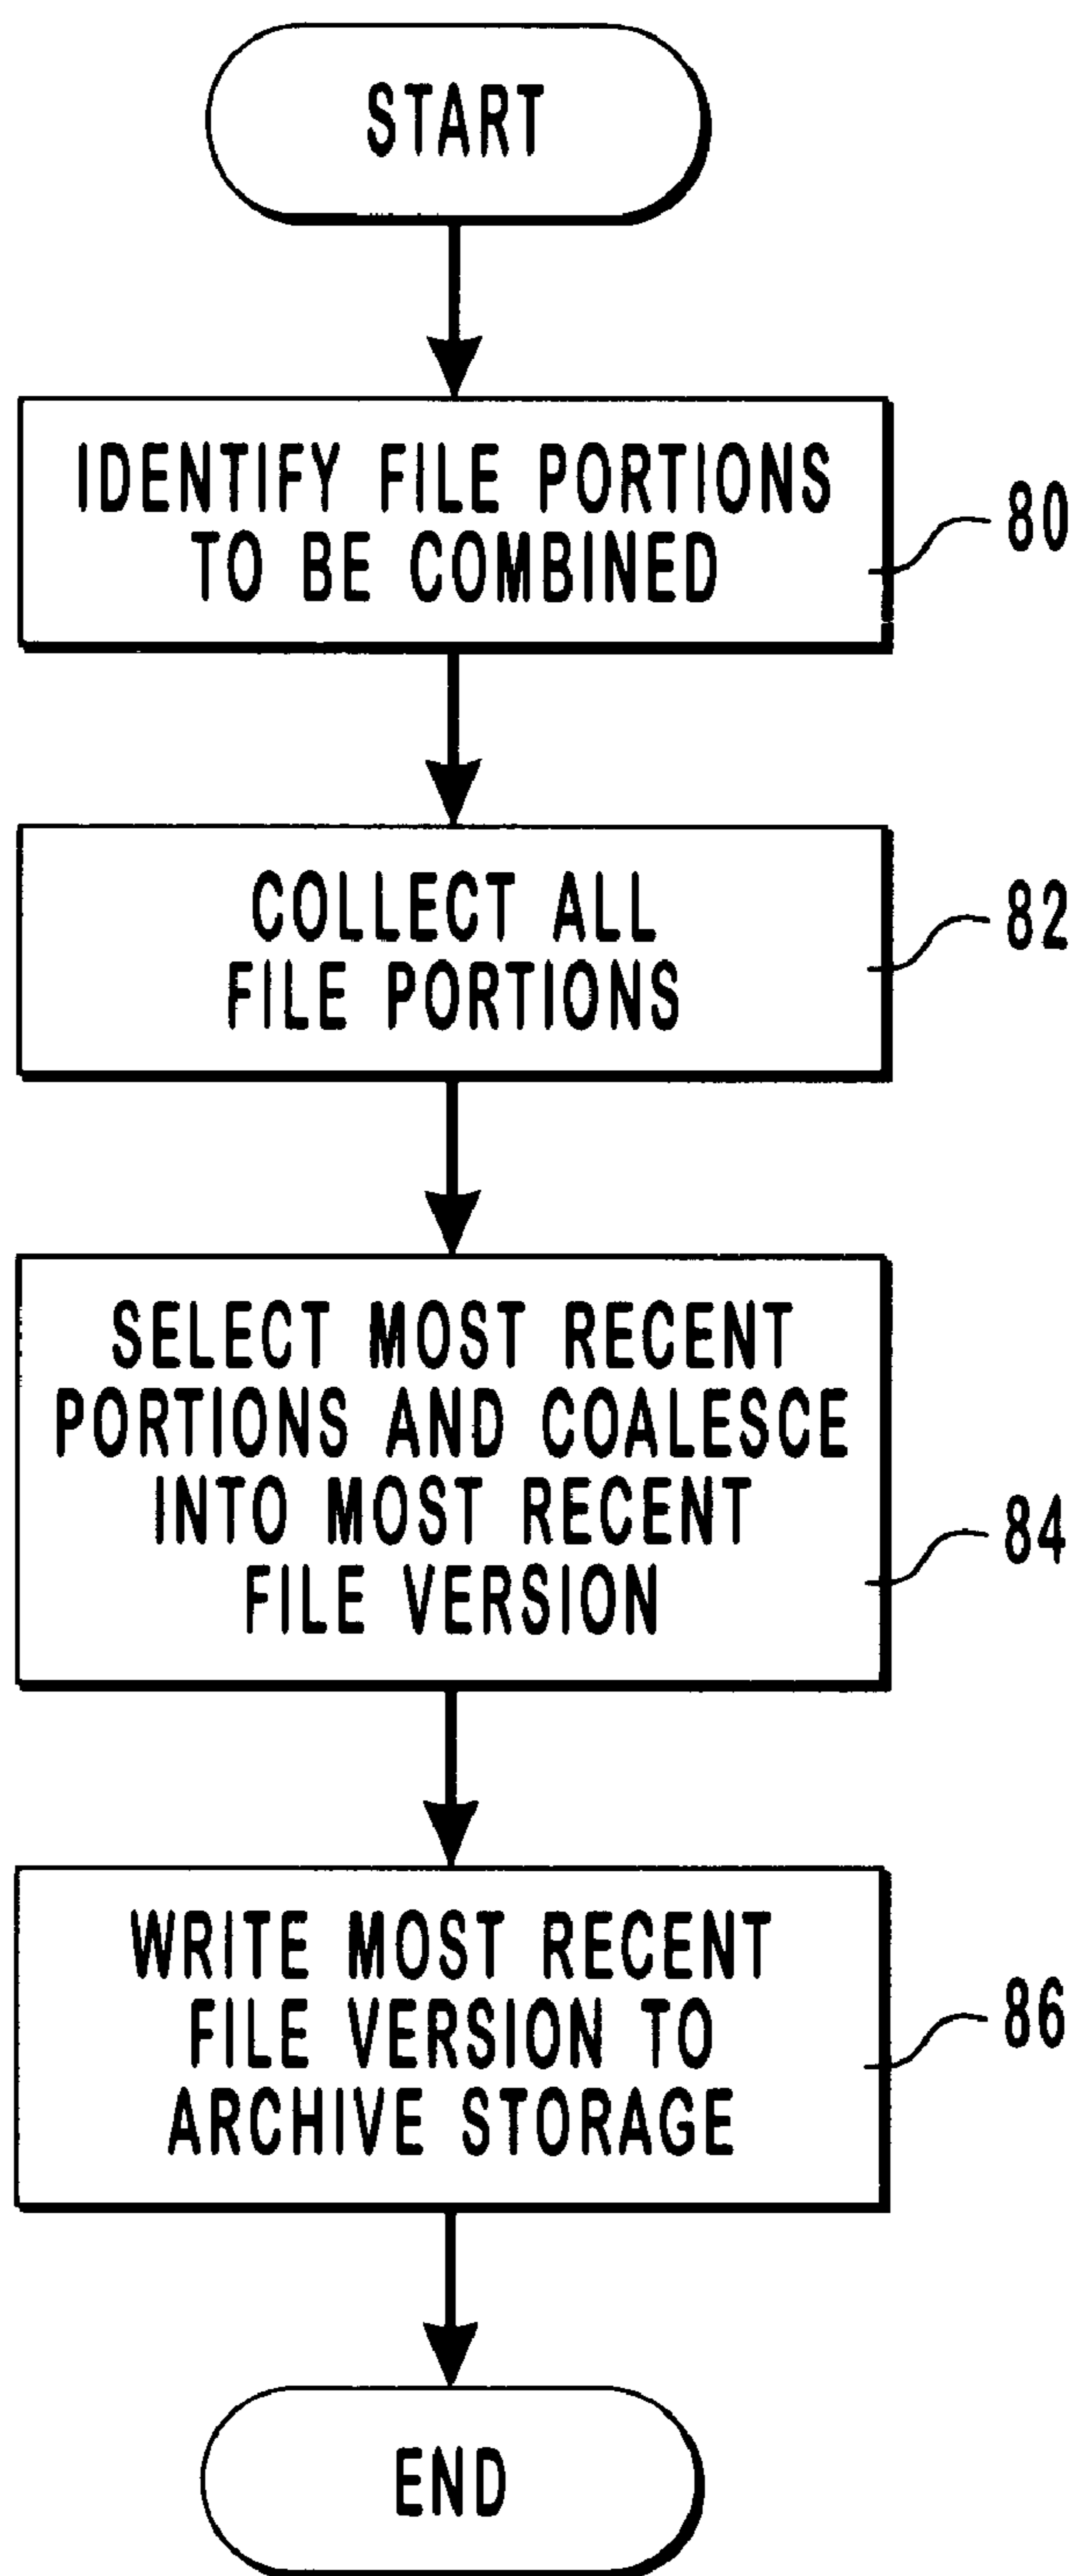 START
IDENTIFY FILE PORTIONS
TO BE COMBINED
80
COLLECT ALL
FILE PORTIONS
82
SELECT MOST RECENT
PORTIONS AND COALESCE
INTO MOST RECENT
FILE VERSION
84
WRITE MOST RECENT
FILE VERSION TO
ARCHIVE STORAGE
86
END